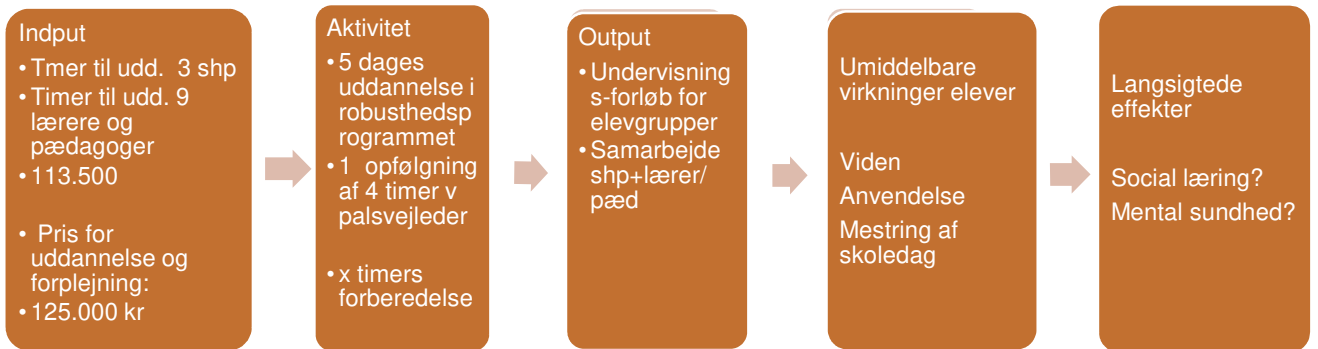 Indput
• Tmer til udd. 3 shp
• Timer til udd. 9
lærere og
pædagoger
• 113.500
• Pris for
uddannelse og
forplejning:
• 125.000 kr
Aktivitet
• 5 dages
uddannelse i
robusthedsp
rogrammet
• 1 opfølgning
af 4 timer v
palsvejleder
• x timers
forberedelse
Output
• Undervisning
s-forløb for
elevgrupper
• Samarbejde
shp+lærer/
pæd
Umiddelbare
virkninger elever
Viden
Anvendelse
Mestring af
skoledag
Langsigtede
effekter
Social læring?
Mental sundhed?